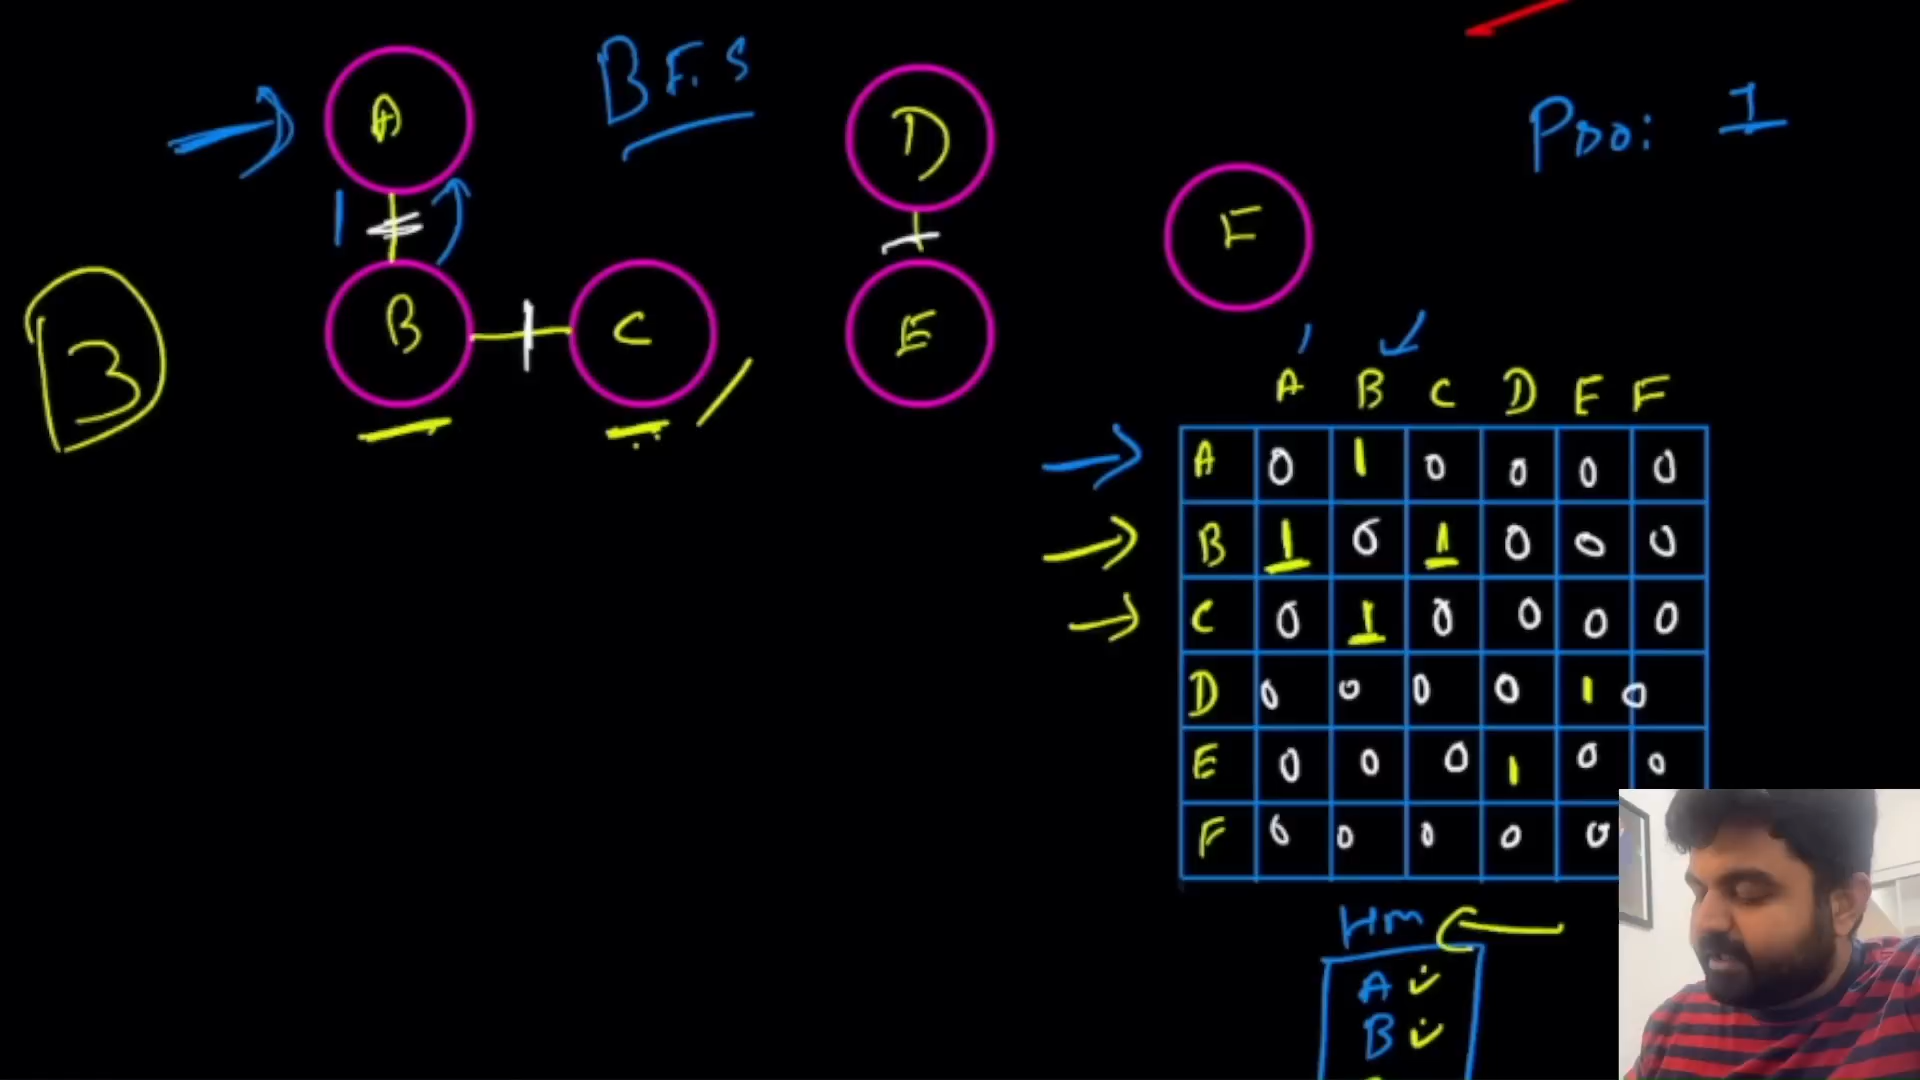 A
BF.S
D
Pro: 1
F
1
B
C
E
3
A B C D E F
A 0 1 0 0 0 0
B 1 0 1 0 0 0
C 0 1 0 0 0 0
D 0 0 0 0 1 0
E 0 0 0 1 0 0
F 0 0 0 0 0
Hm
A
B